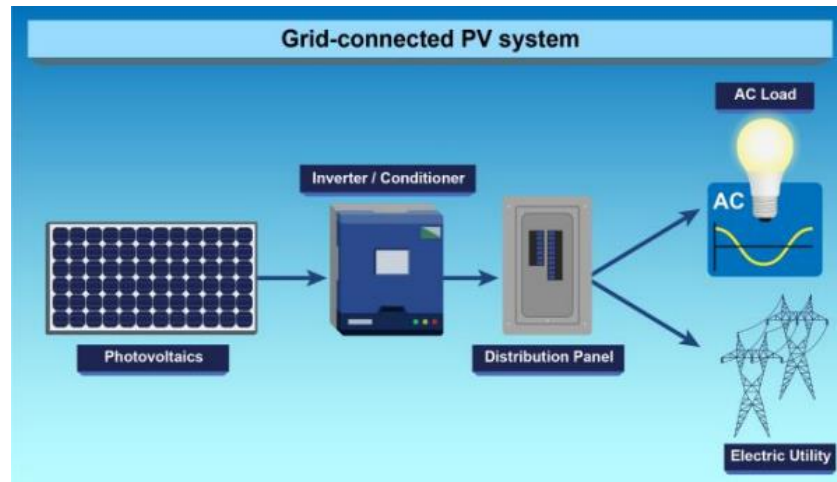 Grid-connected PV system
AC Load
Inverter / Conditioner
AC
Photovoltaics
Distribution Panel
Electric Utility